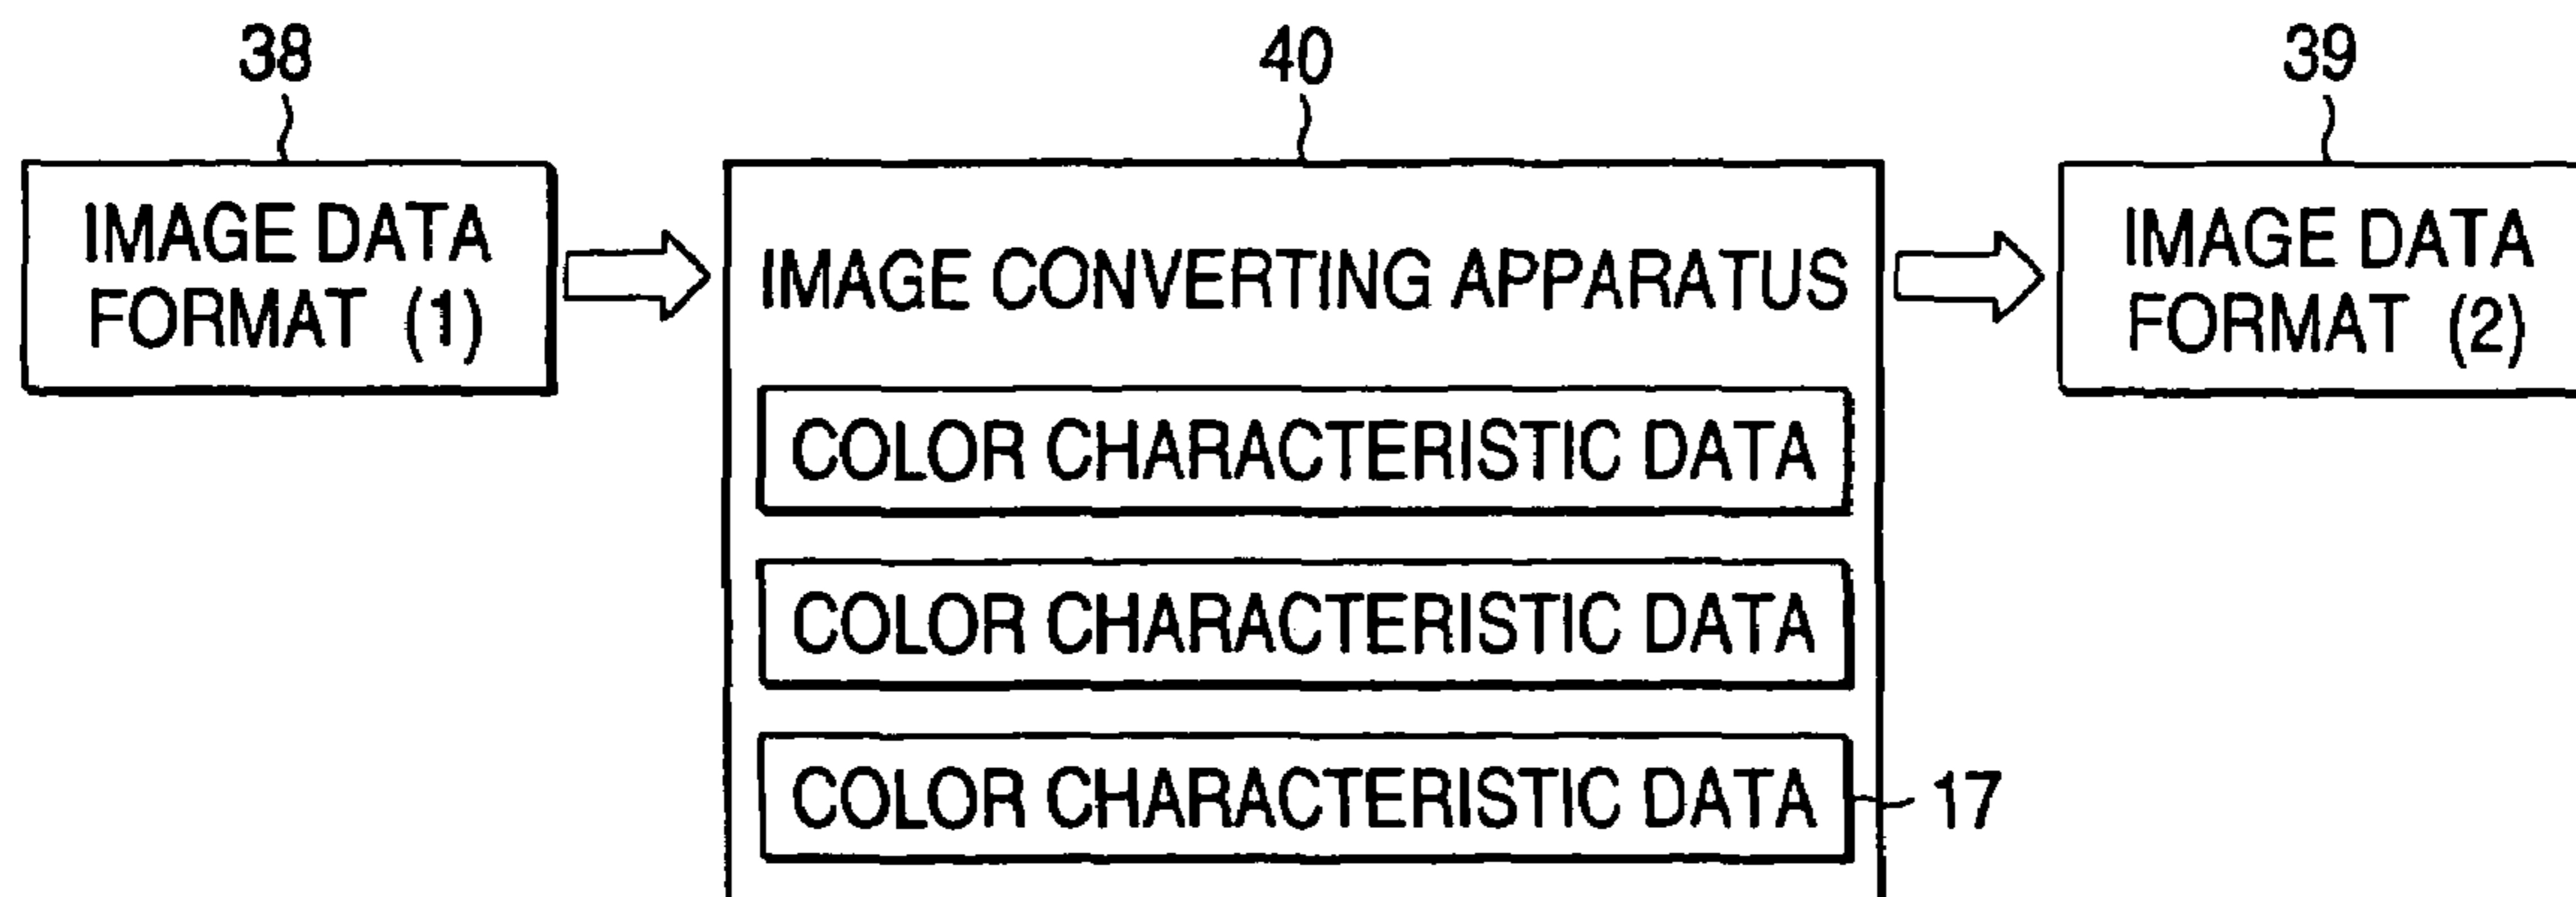 38
40
39
IMAGE DATA
FORMAT (1)
IMAGE CONVERTING APPARATUS
IMAGE DATA
FORMAT (2)
COLOR CHARACTERISTIC DATA
COLOR CHARACTERISTIC DATA
COLOR CHARACTERISTIC DATA
17